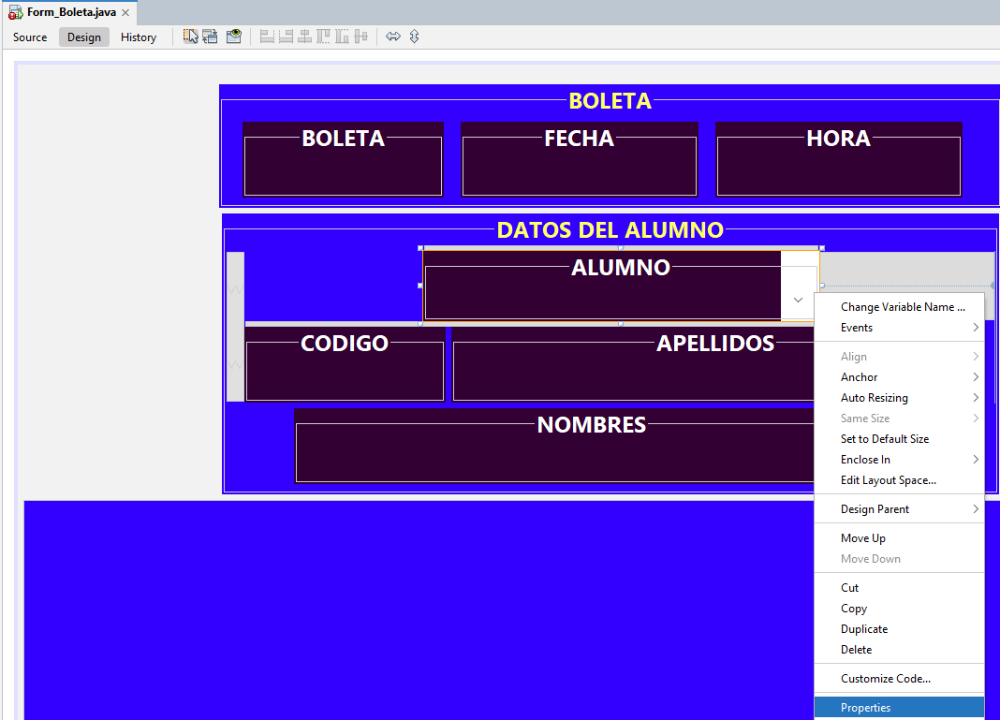 Form_Boleta.java
Source Design History
BOLETA
BOLETA FECHA HORA
DATOS DEL ALUMNO
ALUMNO
CODIGO APELLIDOS
NOMBRES
Change Variable Name ...
Events
Align
Anchor
Auto Resizing
Same Size
Set to Default Size
Enclose In
Edit Layout Space...
Design Parent
Move Up
Move Down
Cut
Copy
Duplicate
Delete
Customize Code...
Properties